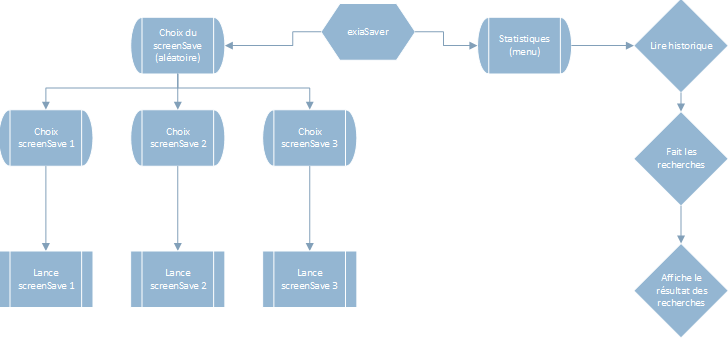 Choix du
screenSave
(aléatoire)
exiaSaver
Statistiques
(menu)
Lire historique
Choix
screenSave 1
Choix
screenSave 2
Choix
screenSave 3
Fait les
recherches
Lance
screenSave 1
Lance
screenSave 2
Lance
screenSave 3
Affiche le
résultat des
recherches